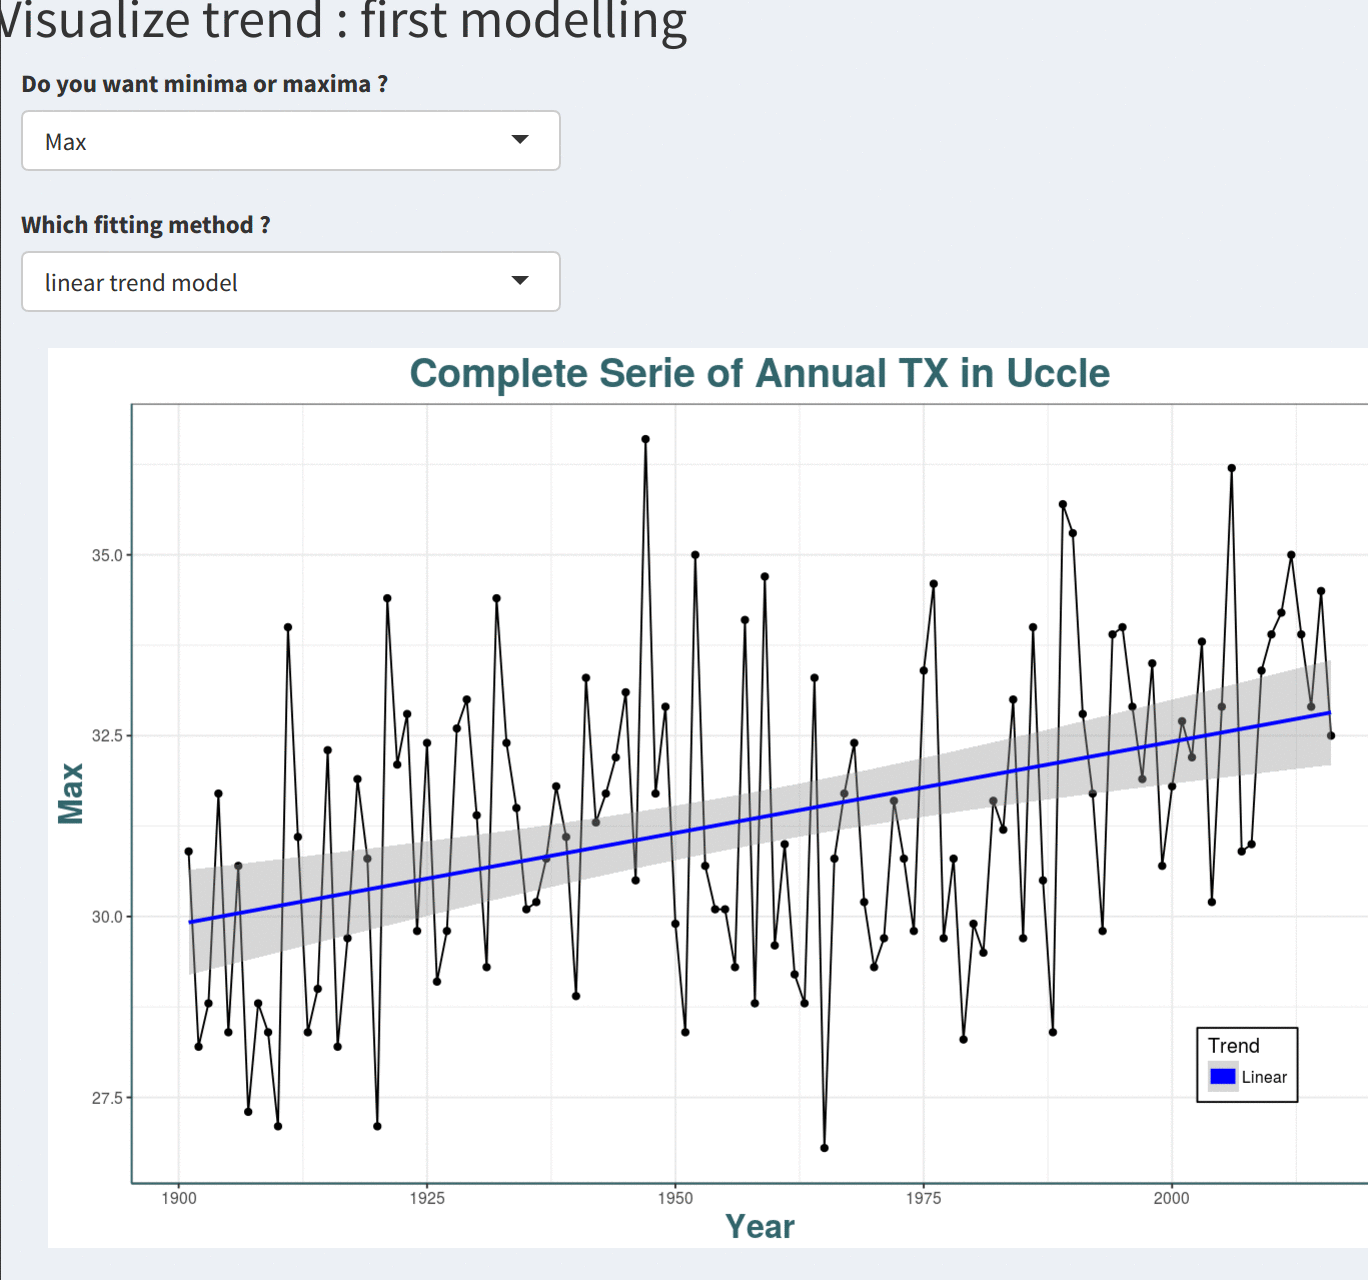 Visualize trend : first modelling
Do you want minima or maxima ?
Max
Which fitting method ?
linear trend model
Complete Serie of Annual TX in Uccle
35.0
32.5
30.0
27.5
Max
Trend
Linear
1900 1925 1950 1975 2000
Year